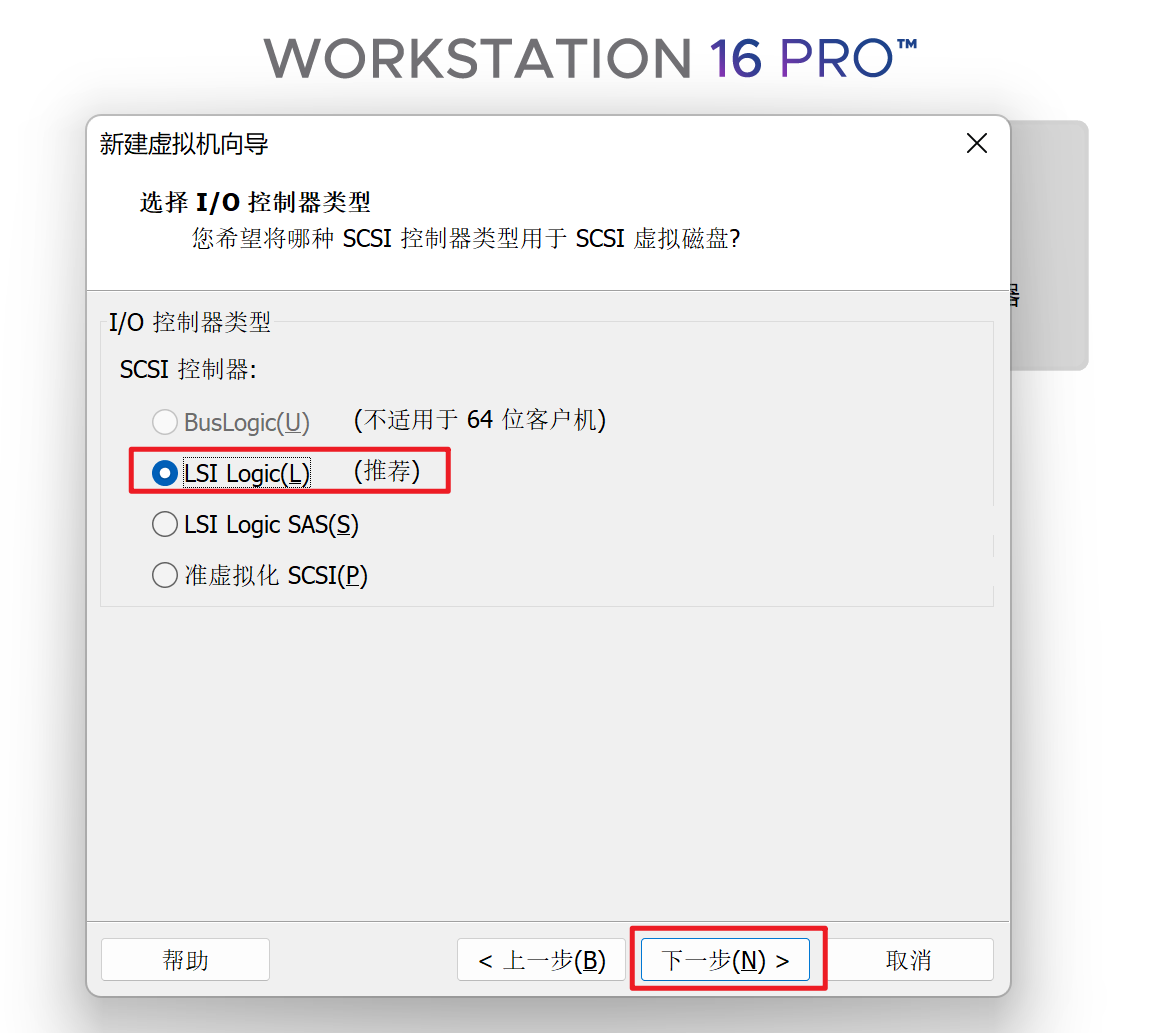 WORKSTATION 16 PRO™
新建虚拟机向导
选择 I/O 控制器类型
您希望将哪种 SCSI 控制器类型用于 SCSI 虚拟磁盘?
器
I/O 控制器类型
SCSI 控制器:
BusLogic(U) (不适用于 64 位客户机)
LSI Logic(L) (推荐)
LSI Logic SAS(S)
准虚拟化 SCSI(P)
帮助 < 上一步(B) 下一步(N) > 取消